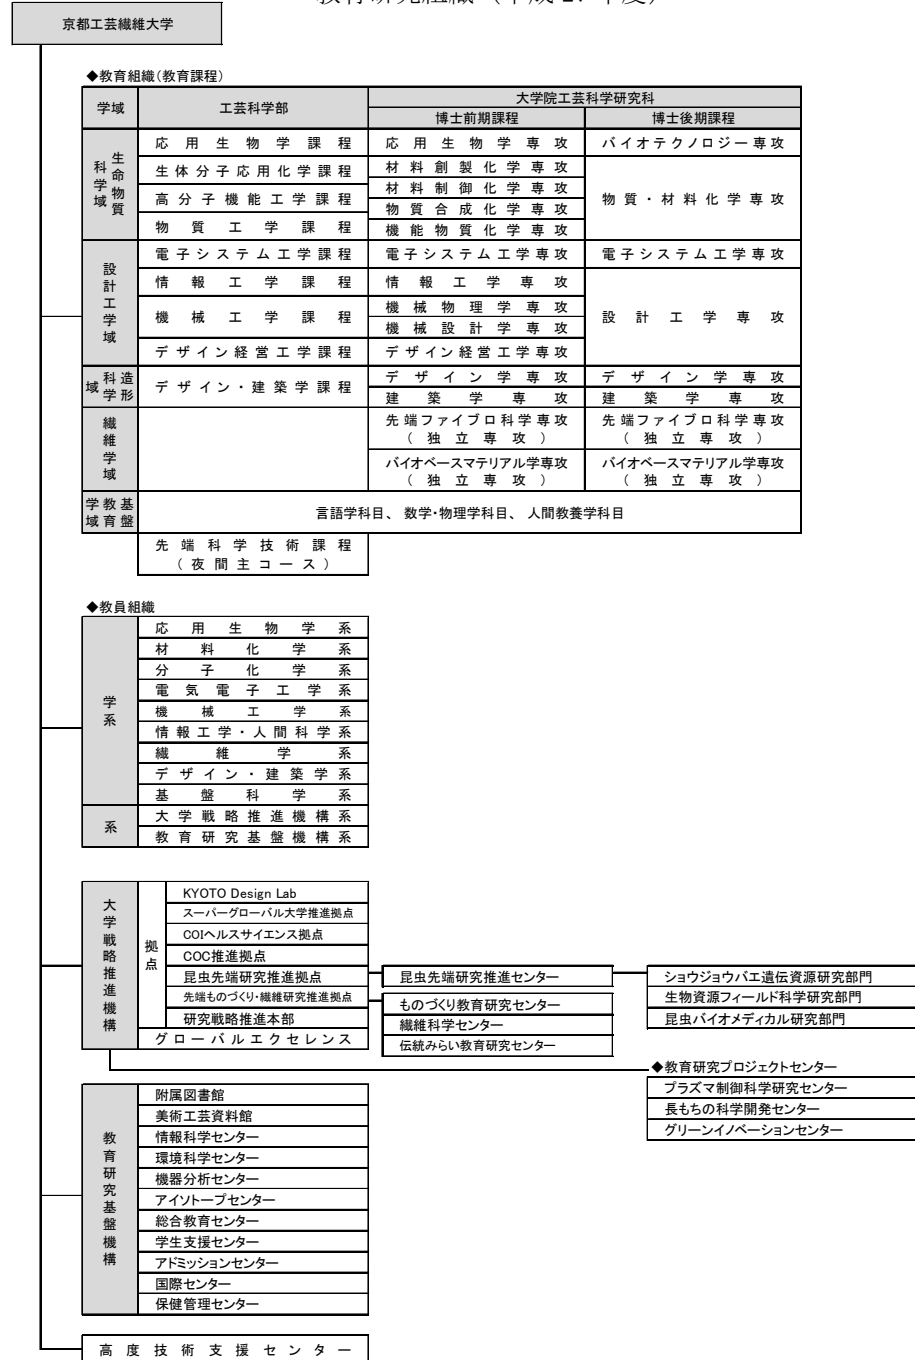 教育研究組織（平成27年度）
京都工芸繊維大学
◆教育組織(教育課程)
学域
工芸科学部
大学院工芸科学研究科
博士前期課程
博士後期課程
生命物質科学域
応用生物学課程
応用生物学専攻
バイオテクノロジー専攻
生体分子応用化学課程
材料創製化学専攻
材料制御化学専攻
物質・材料化学専攻
高分子機能工学課程
物質合成化学専攻
物質工学課程
機能物質化学専攻
設計工学域
電子システム工学課程
電子システム工学専攻
電子システム工学専攻
情報工学課程
情報工学専攻
設計工学専攻
機械工学課程
機械物理学専攻
機械設計学専攻
デザイン経営工学課程
デザイン経営工学専攻
造形科学域
デザイン・建築学課程
デザイン学専攻
デザイン学専攻
建築学専攻
建築学専攻
繊維学域
先端ファイブロ科学専攻
(独立専攻)
先端ファイブロ科学専攻
(独立専攻)
バイオベースマテリアル学専攻
(独立専攻)
バイオベースマテリアル学専攻
(独立専攻)
基盤教育学域
言語学科目、数学・物理学科目、人間教養学科目
先端科学技術課程
(夜間主コース)
◆教員組織
学系
応用生物学系
材料化学系
分子化学系
電気電子工学系
機械工学系
情報工学・人間科学系
繊維学系
デザイン・建築学系
基盤科学系
系
大学戦略推進機構系
教育研究基盤機構系
大学戦略推進機構
拠点
KYOTO Design Lab
スーパーグローバル大学推進拠点
COIヘルスサイエンス拠点
COC推進拠点
昆虫先端研究推進拠点
先端ものづくり・繊維研究推進拠点
研究戦略推進本部
グローバルエクセレンス
昆虫先端研究推進センター
ものづくり教育研究センター
繊維科学センター
伝統みらい教育研究センター
ショウジョウバエ遺伝資源研究部門
生物資源フィールド科学研究部門
昆虫バイオメディカル研究部門
◆教育研究プロジェクトセンター
プラズマ制御科学研究センター
長もちの科学開発センター
グリーンイノベーションセンター
教育研究基盤機構
附属図書館
美術工芸資料館
情報科学センター
環境科学センター
機器分析センター
アイソトープセンター
総合教育センター
学生支援センター
アドミッションセンター
国際センター
保健管理センター
高度技術支援センター